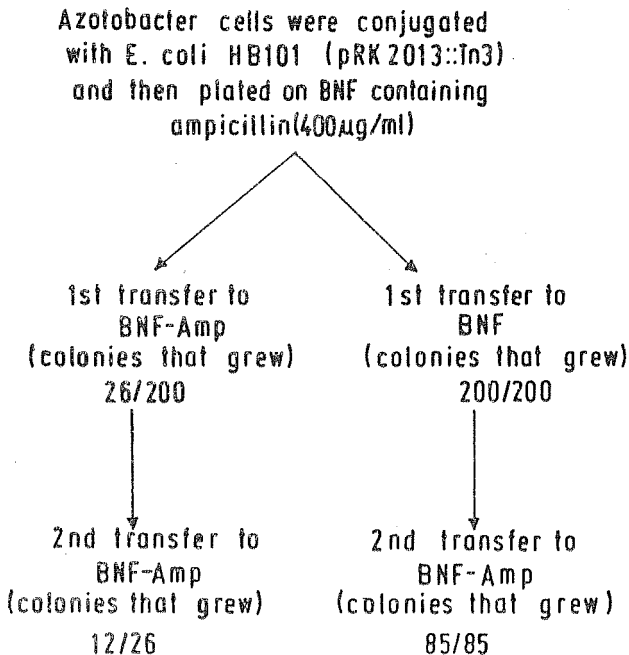 Azotobacter cells were conjugated
with E. coli HB101 (pRK2013::Tn3)
and then plated on BNF containing
ampicillin(400µg/ml)
1st transfer to
BNF-Amp
(colonies that grew)
26/200
1st transfer to
BNF
(colonies that grew)
200/200
2nd transfer to
BNF-Amp
(colonies that grew)
12/26
2nd transfer to
BNF-Amp
(colonies that grew)
85/85